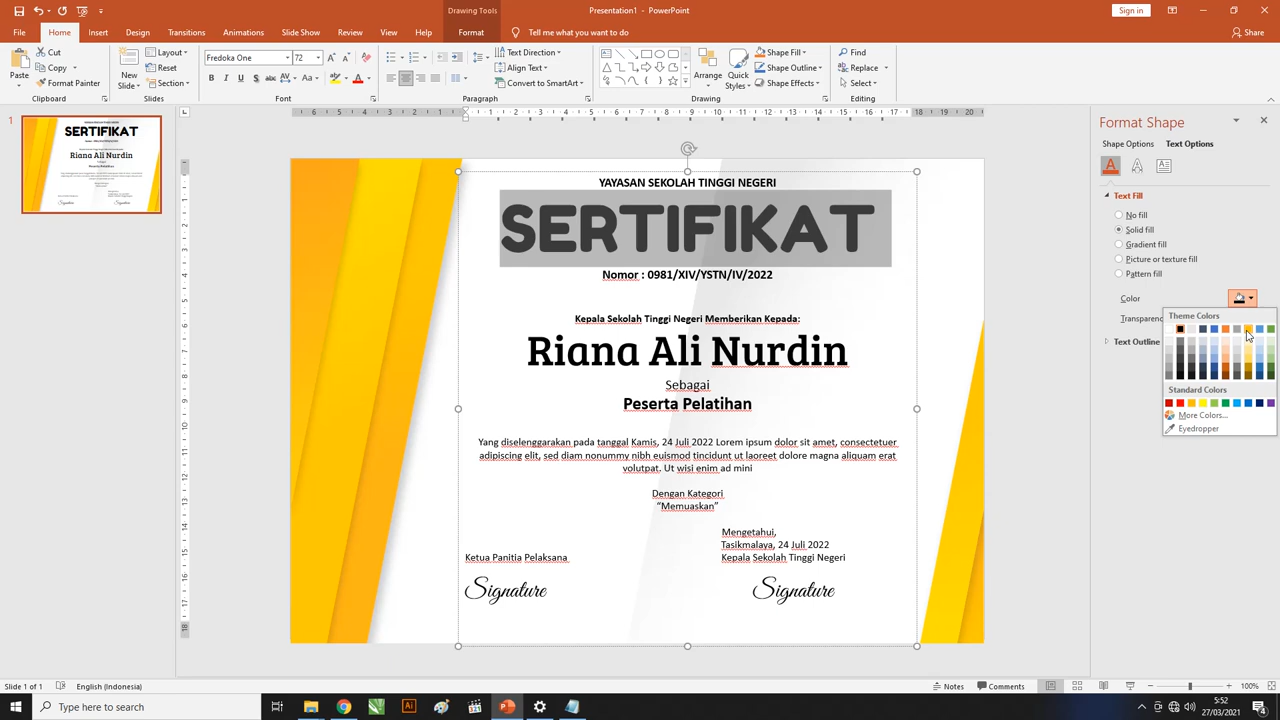 Drawing Tools
Presentation1 - PowerPoint
Sign in
File
Home
Insert
Design
Transitions
Animations
Slide Show
Review
View
Help
Format
Tell me what you want to do
Share
Paste
Cut
Copy
Format Painter
Clipboard
New Slide
Layout
Reset
Section
Slides
Fredoka One
72
Font
Text Direction
Align Text
Convert to SmartArt
Paragraph
Arrange
Quick Styles
Shape Fill
Shape Outline
Shape Effects
Drawing
Find
Replace
Select
Editing
1
YAYASAN SEKOLAH TINGGI NEGERI
SERTIFIKAT
Nomor : 0981/XIV/YSTN/IV/2022
Kepala Sekolah Tinggi Negeri Memberikan Kepada:
Riana Ali Nurdin
Sebagai
Peserta Pelatihan
Yang diselenggarakan pada tanggal Kamis, 24 Juli 2022 Lorem ipsum dolor sit amet, consectetuer
adipiscing elit, sed diam nonummy nibh euismod tincidunt ut laoreet dolore magna aliquam erat
volutpat. Ut wisi enim ad mini
Dengan Kategori
“Memuaskan”
Mengetahui,
Tasikmalaya, 24 Juli 2022
Ketua Panitia Pelaksana
Kepala Sekolah Tinggi Negeri
Signature
Signature
Format Shape
Shape Options
Text Options
Text Fill
No fill
Solid fill
Gradient fill
Picture or texture fill
Pattern fill
Color
Transparenc
Text Outline
Theme Colors
Standard Colors
More Colors...
Eyedropper
Slide 1 of 1
English (Indonesia)
Notes
Comments
100%
Type here to search
5:52
27/03/2021